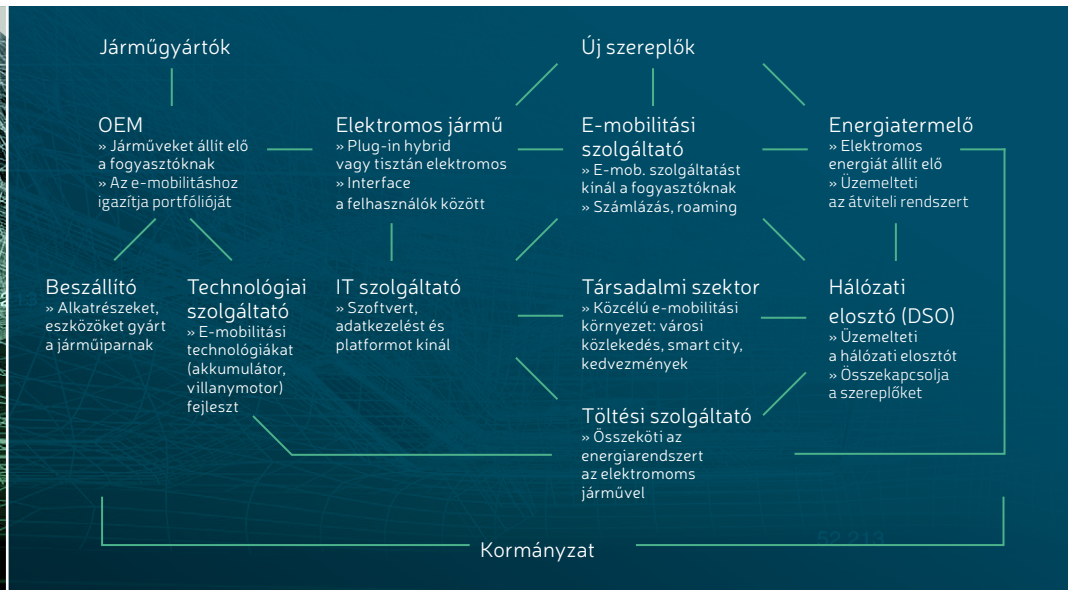 Járműgyártók
Új szereplők
OEM
» Járműveket állít elő
a fogyasztóknak
» Az e-mobilitáshoz
igazítja portfólióját
Elektromos jármű
» Plug-in hybrid
vagy tisztán elektromos
» Interface
a felhasználók között
E-mobilitási
szolgáltató
» E-mob. szolgáltatást
kínál a fogyasztóknak
» Számlázás, roaming
Energiatermelő
» Elektromos
energiát állít elő
» Üzemelteti
az átviteli rendszert
Beszállító
» Alkatrészeket,
eszközöket gyárt
a járműiparnak
Technológiai
szolgáltató
» E-mobilitási
technológiákat
(akkumulátor,
villanymotor)
fejleszt
IT szolgáltató
» Szoftvert,
adatkezelést és
platformot kínál
Társadalmi szektor
» Közcélú e-mobilitási
környezet: városi
közlekedés, smart city,
kedvezmények
Hálózati
elosztó (DSO)
» Üzemelteti
a hálózati elosztót
» Összekapcsolja
a szereplőket
Töltési szolgáltató
» Összeköti az
energiarendszert
az elektromoms
járművel
Kormányzat
52 213